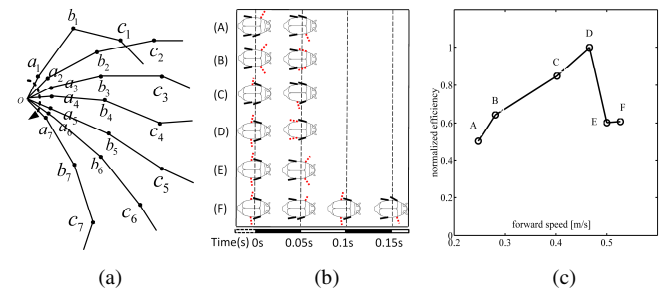 b1
c1
c2
a1
a2
b2
a3
b3
c3
o
a4
b4
c4
a5
a6
a7
b5
b6
c5
b7
c6
c7
(a)
(A)
(B)
(C)
(D)
(E)
(F)
Time(s) 0s 0.05s 0.1s 0.15s
(b)
normalized efficiency
1
0.8
0.6
0.4
0.2
0
A
B
C
D
E
F
forward speed [m/s]
0.2 0.3 0.4 0.5
(c)